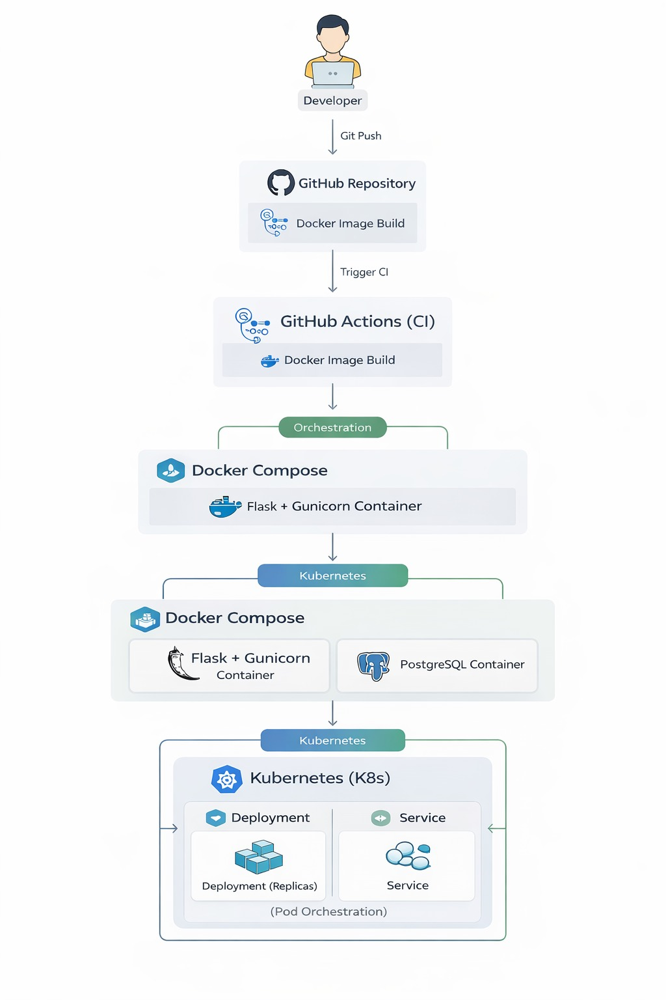 Developer
Git Push
GitHub Repository
Docker Image Build
Trigger CI
GitHub Actions (CI)
Docker Image Build
Orchestration
Docker Compose
Flask + Gunicorn Container
Kubernetes
Docker Compose
Flask + Gunicorn
Container
PostgreSQL Container
Kubernetes
Kubernetes (K8s)
Deployment
Service
Deployment (Replicas)
Service
(Pod Orchestration)